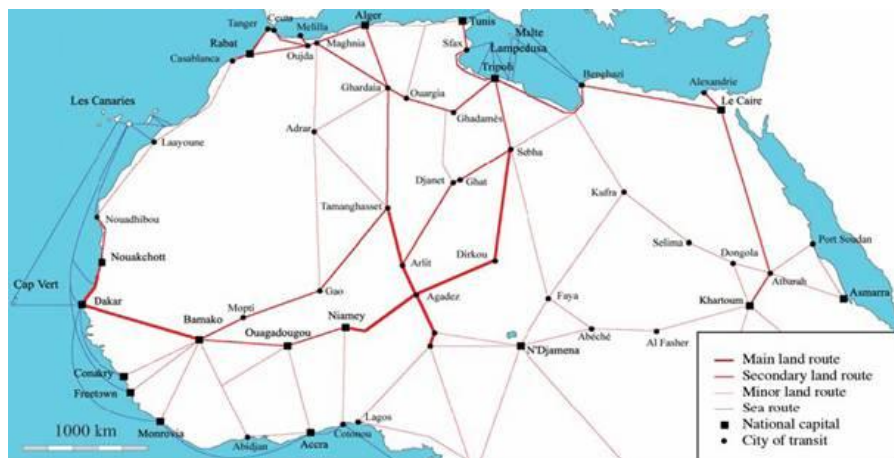 Tanger
Ceuta
Melilla
Alger
Tunis
Rabat
Maghnia
Sfax
Malte
Lampedusa
Casablanca
Oujda
Tripoli
Benghazi
Alexandrie
Les Canaries
Ghardaia
Ouargla
Le Caire
Ghadamès
Adrar
Laayoune
Sebha
Djanet
Ghat
Kufra
Tamanghasset
Nouadhibou
Selima
Port Soudan
Nouakchott
Arlit
Dirkou
Dongola
Atbarah
Cap Vert
Gao
Asmarra
Dakar
Mopti
Agadez
Faya
Khartoum
Bamako
Niamey
Ouagadougou
N'Djamena
Abéché
Al Fasher
Conakry
Freetown
Monrovia
Abidjan
Accra
Cotonou
Lagos
1000 km
Main land route
Secondary land route
Minor land route
Sea route
National capital
City of transit